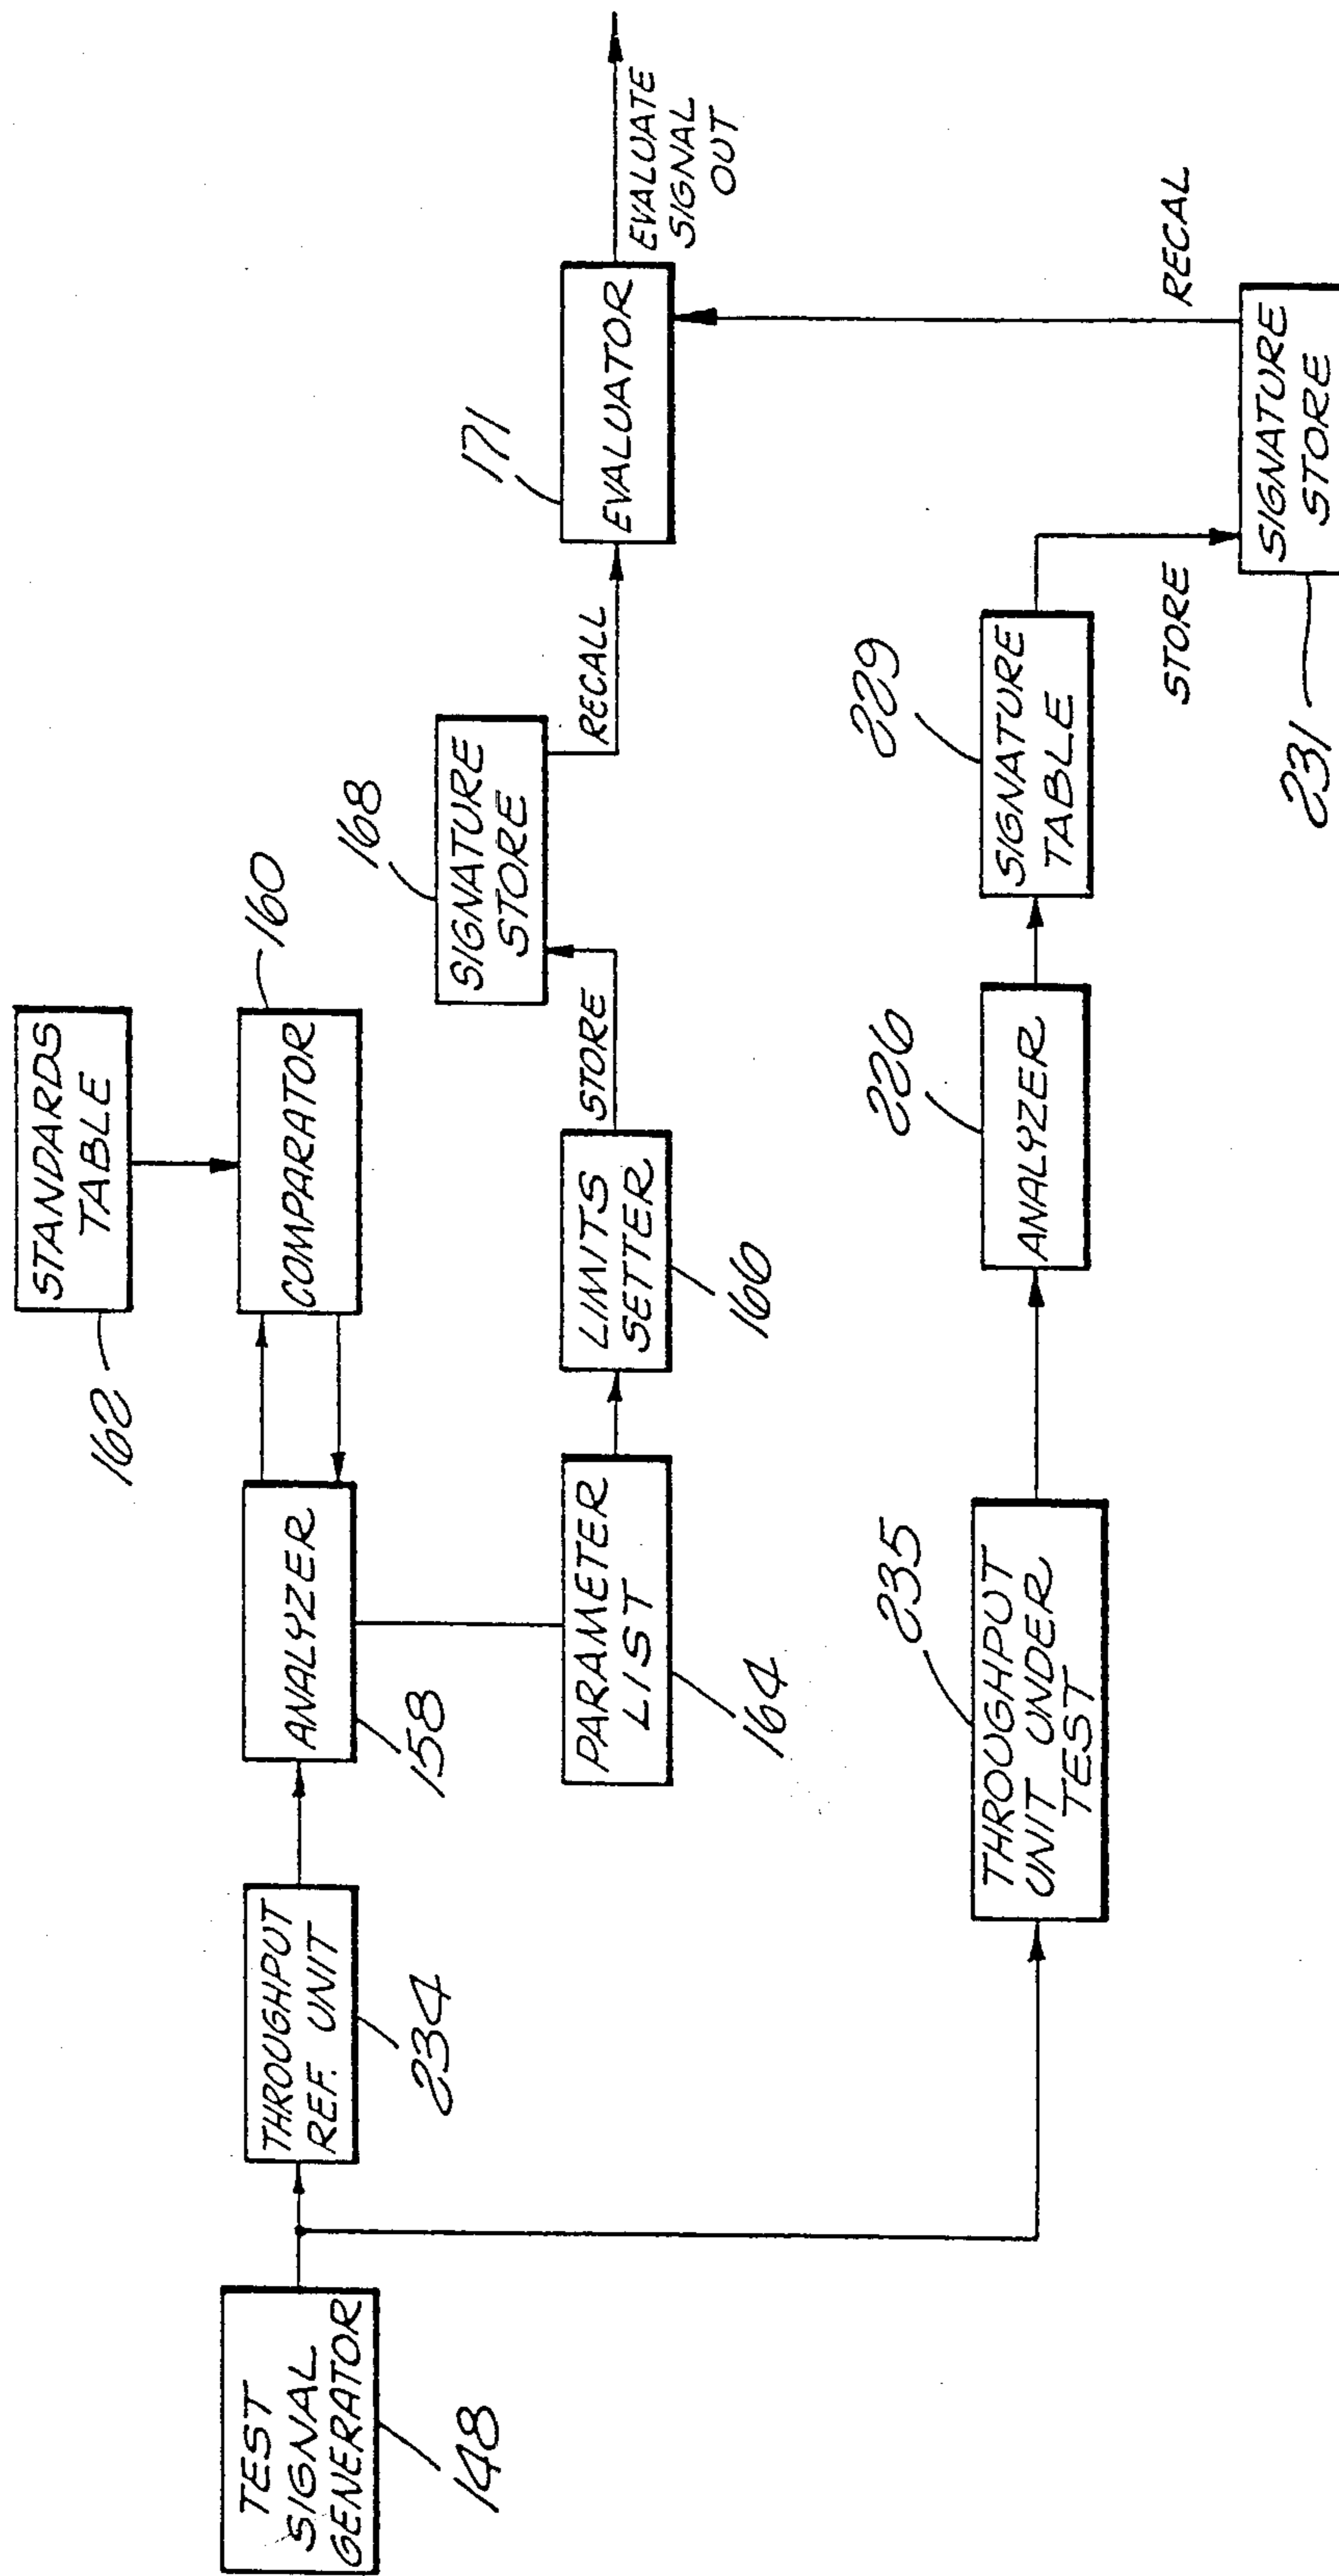 TEST
SIGNAL
GENERATOR
148
THROUGHPUT
REF. UNIT
234
ANALYZER
158
STANDARDS
TABLE
162
COMPARATOR
160
PARAMETER
LIST
164
LIMITS
SETTER
166
STORE
SIGNATURE
STORE
168
RECALL
EVALUATOR
171
EVALUATE
SIGNAL
OUT
THROUGHPUT
UNIT UNDER
TEST
235
ANALYZER
226
SIGNATURE
TABLE
229
STORE
SIGNATURE
STORE
231
RECAL